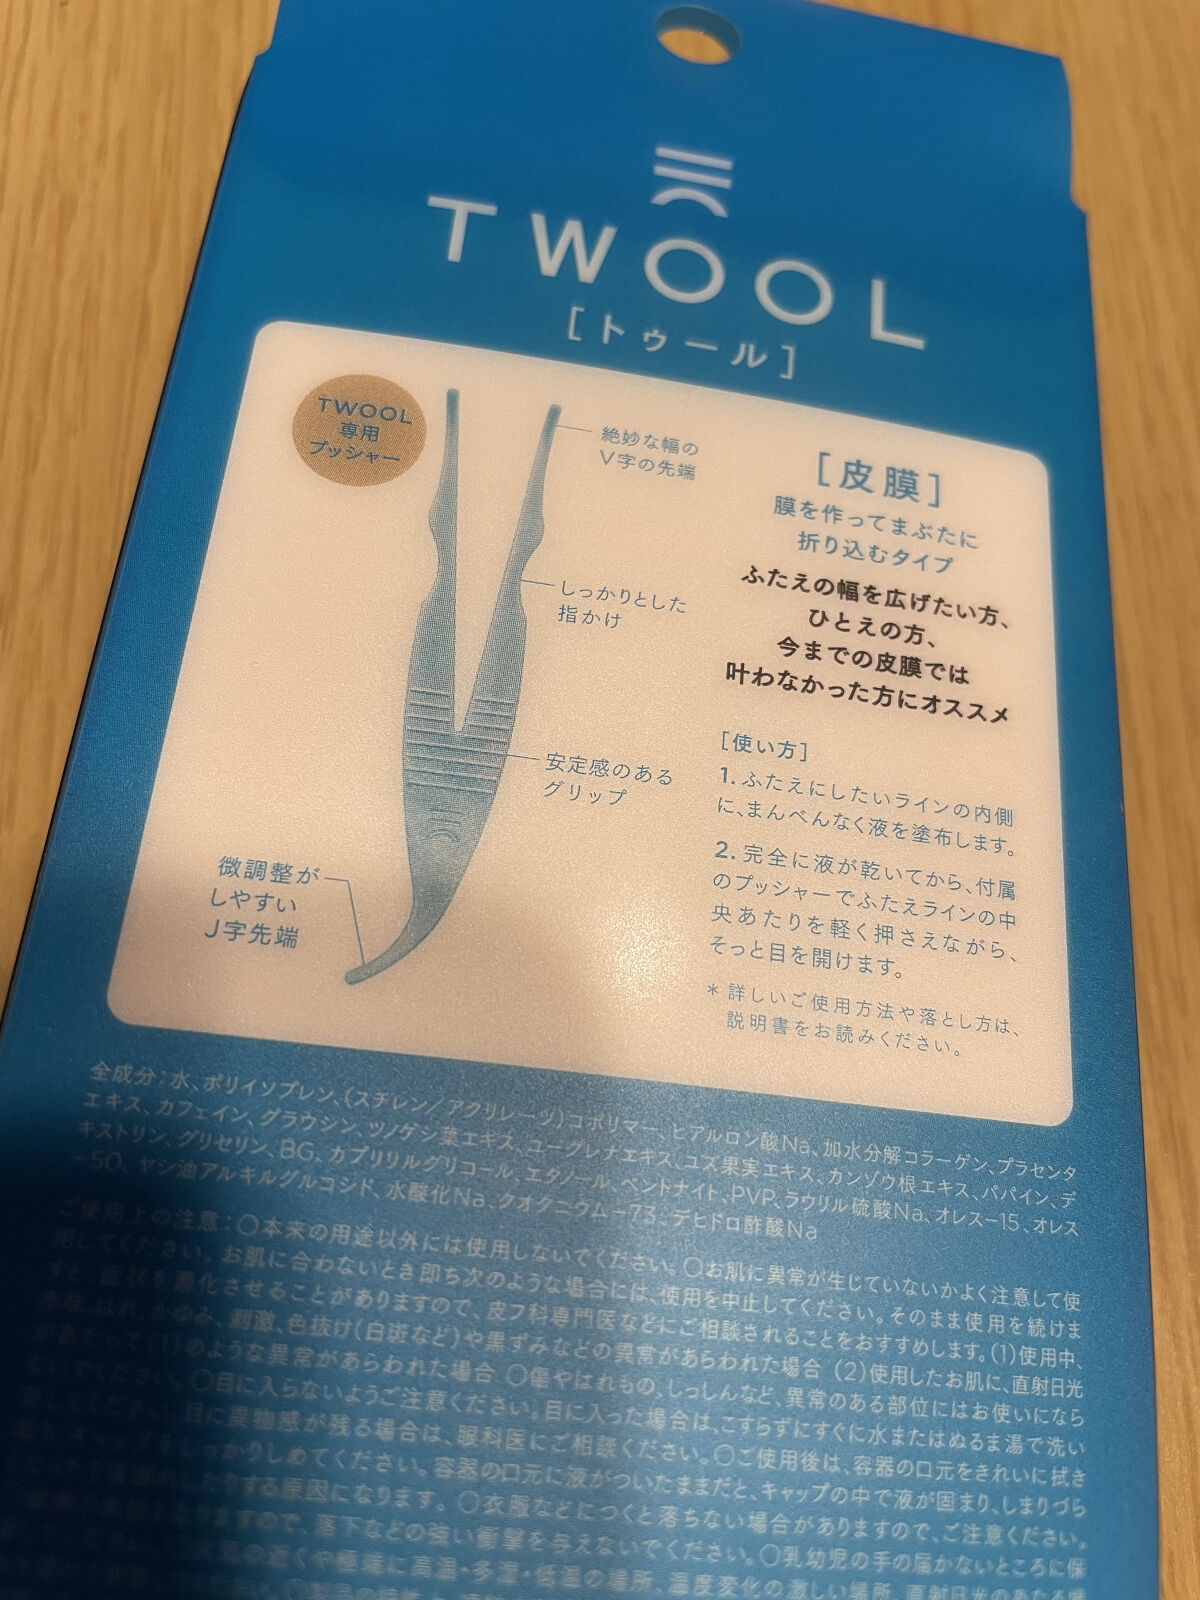 TWOOL
[トゥール]
TWOOL
専用
プッシャー
絶妙な幅の
V字の先端
しっかりとした
指かけ
安定感のある
グリップ
微調整が
しやすい
J字先端
[皮膜]
膜を作ってまぶたに
折り込むタイプ
ふたえの幅を広げたい方、
ひとえの方、
今までの皮膜では
叶わなかった方にオススメ
[使い方]
1. ふたえにしたいラインの内側
に、まんべんなく液を塗布します。
2. 完全に液が乾いてから、付属
のプッシャーでふたえラインの中
央あたりを軽く押さえながら、
そっと目を開けます。
* 詳しいご使用方法や落とし方は、
説明書をお読みください。
全成分:水、ポリイソプレン、(スチレン/アクリレーツ)コポリマー、ヒアルロン酸Na、加水分解コラーゲン、プラセンタ
エキス、カフェイン、グラウシン、ツノゲシ葉エキス、ユーグレナエキス、ユズ果実エキス、カンゾウ根エキス、パパイン、デ
キストリン、グリセリン、BG、カプリリルグリコール、エタノール、ベントナイト、PVP、ラウリル硫酸Na、オレス-15、オレス
-50、ヤシ油アルキルグルコシド、水酸化Na、クオタニウム-73、デヒドロ酢酸Na
ご使用上の注意:〇本来の用途以外には使用しないでください。〇お肌に異常が生じていないかよく注意して使
用してください。お肌に合わないとき即ち次のような場合には、使用を中止してください。そのまま使用を続けま
すと、症状を悪化させることがありますので、皮フ科専門医などにご相談されることをおすすめします。(1)使用中、
赤味、はれ、かゆみ、刺激、色抜け(白斑など)や黒ずみなどの異常があらわれた場合 (2)使用したお肌に、直射日光
があたって(1)のような異常があらわれた場合 〇傷やはれもの、しっしんなど、異常のある部位にはお使いになら
ないでください。〇目に入らないようご注意ください。目に入った場合は、こすらずにすぐに水またはぬるま湯で洗い
流してください。目に異物感が残る場合は、眼科医にご相談ください。〇ご使用後は、容器の口元をきれいに拭き
キャップをしっかりしめてください。容器の口元に液がついたままだと、キャップの中で液が固まり、しまりづら
たりする原因になります。〇衣服などにつくと落ちない場合がありますので、ご注意ください。
ますので、落下などの強い衝撃を与えないでください。〇乳幼児の手の届かないところに保
の近くや極端に高温・多湿・低温の場所、温度変化の激しい場所、直射日光のあたる場